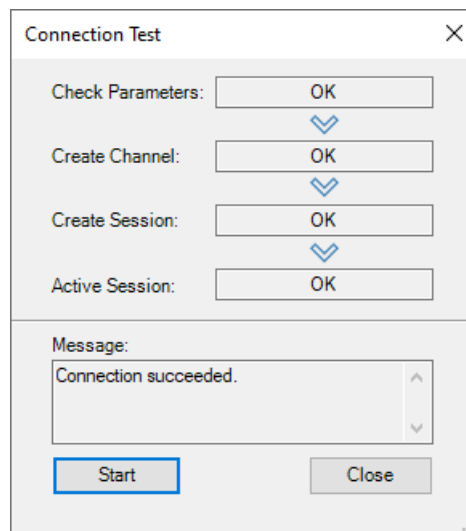 Connection Test
Check Parameters: OK
Create Channel: OK
Create Session: OK
Active Session: OK
Message:
Connection succeeded.
Start Close